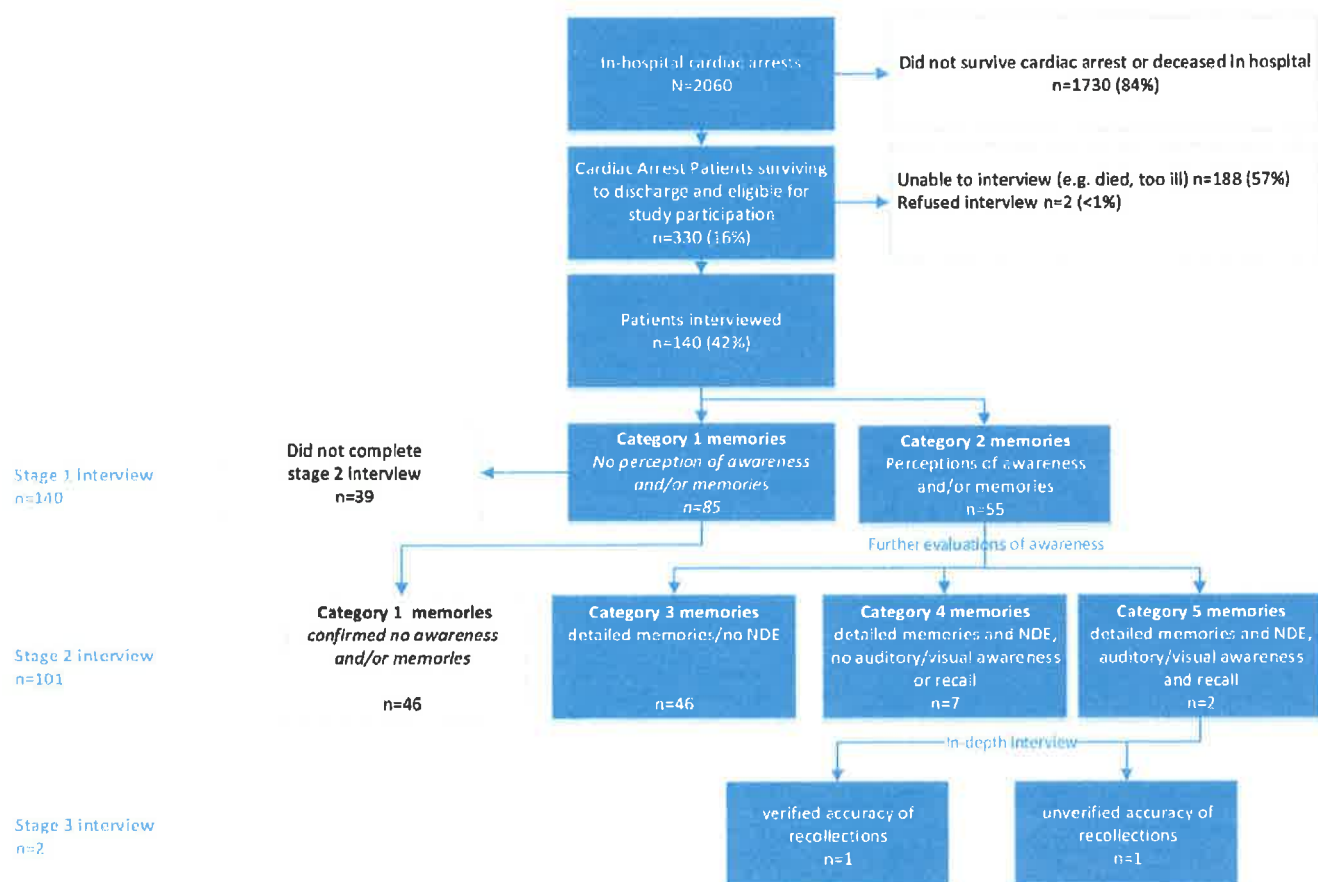 In-hospital cardiac arrests
N=2060
Did not survive cardiac arrest or deceased in hospital
n=1730 (84%)
Cardiac Arrest Patients surviving
to discharge and eligible for
study participation
n=330 (16%)
Unable to interview (e.g. died, too ill) n=188 (57%)
Refused interview n=2 (<1%)
Patients interviewed
n=140 (42%)
Stage 1 interview
n=140
Did not complete
stage 2 interview
n=39
Category 1 memories
No perception of awareness
and/or memories
n=85
Category 2 memories
Perceptions of awareness
and/or memories
n=55
Further evaluations of awareness
Stage 2 interview
n=101
Category 1 memories
confirmed no awareness
and/or memories
n=46
Category 3 memories
detailed memories/no NDE
n=46
Category 4 memories
detailed memories and NDE,
no auditory/visual awareness
or recall
n=7
Category 5 memories
detailed memories and NDE,
auditory/visual awareness
and recall
n=2
In-depth interview
Stage 3 interview
n=2
verified accuracy of
recollections
n=1
unverified accuracy of
recollections
n=1